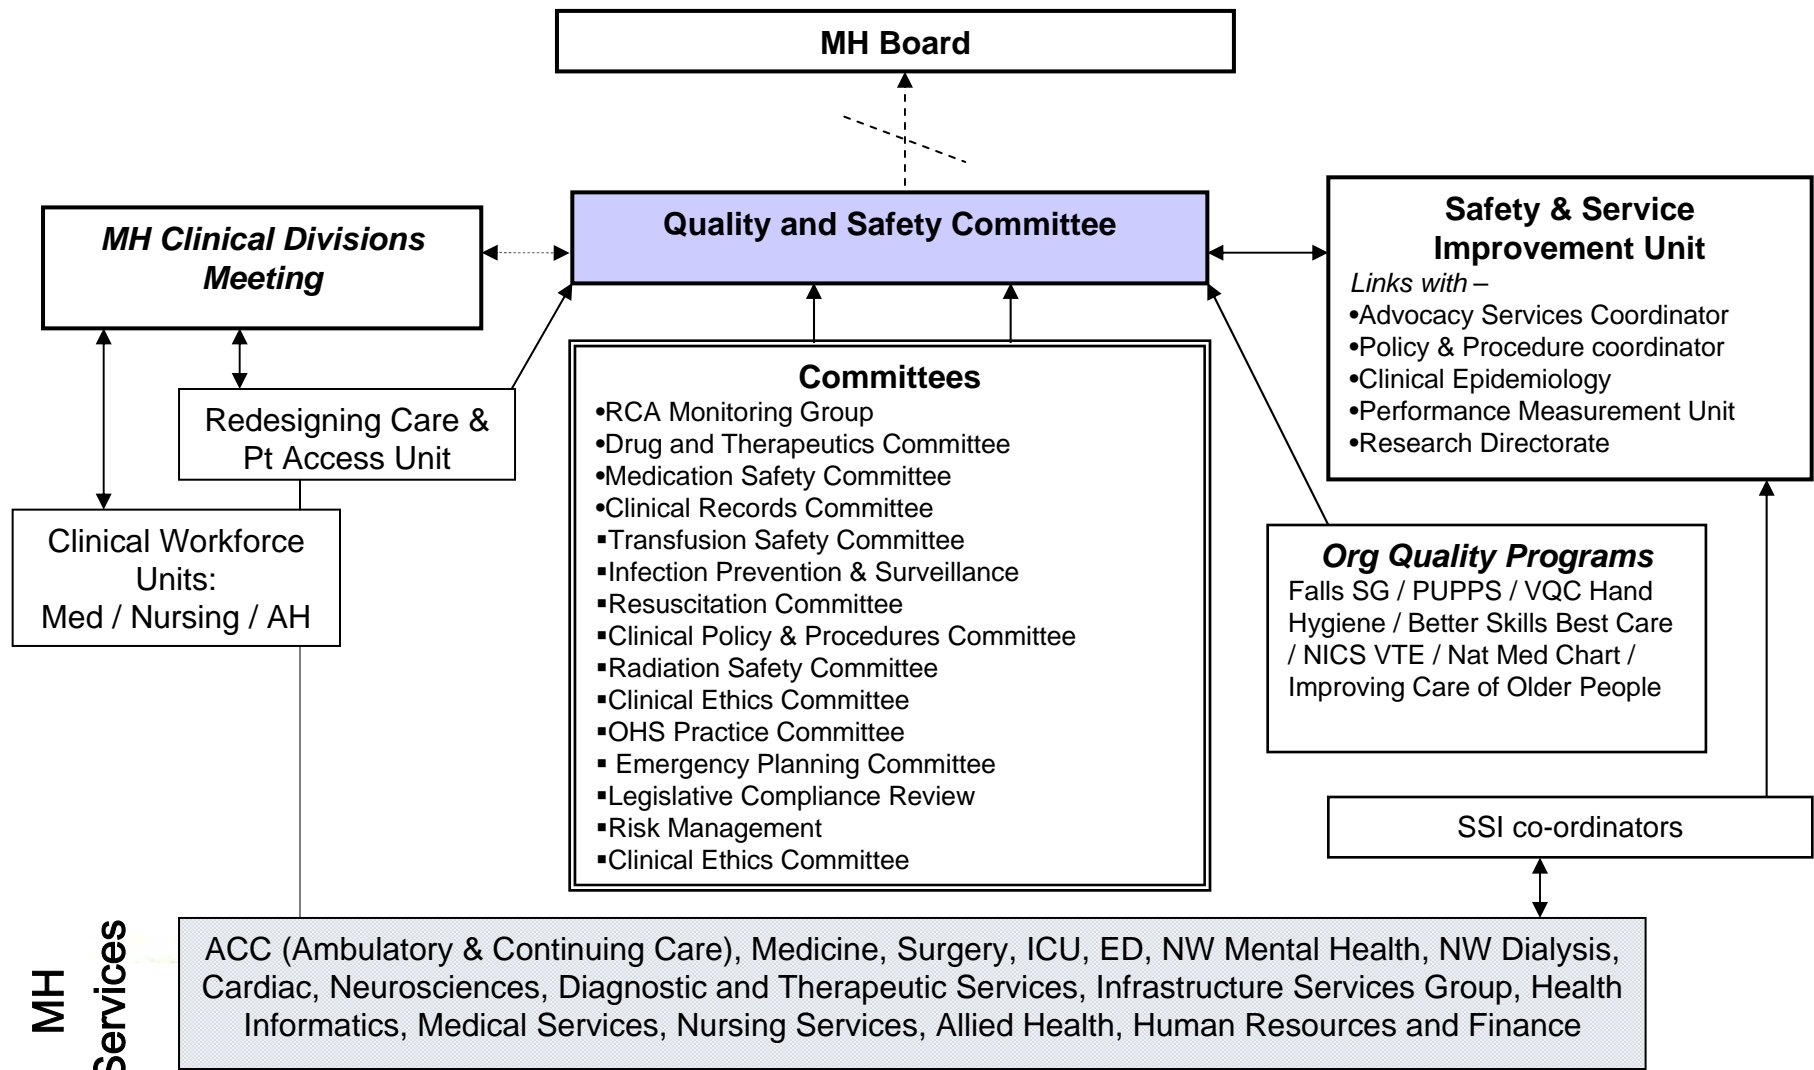 MH Board
Quality and Safety Committee
MH Clinical Divisions
Meeting
Safety & Service
Improvement Unit
Links with –
•Advocacy Services Coordinator
•Policy & Procedure coordinator
•Clinical Epidemiology
•Performance Measurement Unit
•Research Directorate
Redesigning Care &
Pt Access Unit
Clinical Workforce
Units:
Med / Nursing / AH
Committees
•RCA Monitoring Group
•Drug and Therapeutics Committee
•Medication Safety Committee
•Clinical Records Committee
▪Transfusion Safety Committee
▪Infection Prevention & Surveillance
▪Resuscitation Committee
▪Clinical Policy & Procedures Committee
▪Radiation Safety Committee
▪Clinical Ethics Committee
▪OHS Practice Committee
▪ Emergency Planning Committee
▪Legislative Compliance Review
▪Risk Management
▪Clinical Ethics Committee
Org Quality Programs
Falls SG / PUPPS / VQC Hand
Hygiene / Better Skills Best Care
/ NICS VTE / Nat Med Chart /
Improving Care of Older People
SSI co-ordinators
MH
Services
ACC (Ambulatory & Continuing Care), Medicine, Surgery, ICU, ED, NW Mental Health, NW Dialysis,
Cardiac, Neurosciences, Diagnostic and Therapeutic Services, Infrastructure Services Group, Health
Informatics, Medical Services, Nursing Services, Allied Health, Human Resources and Finance